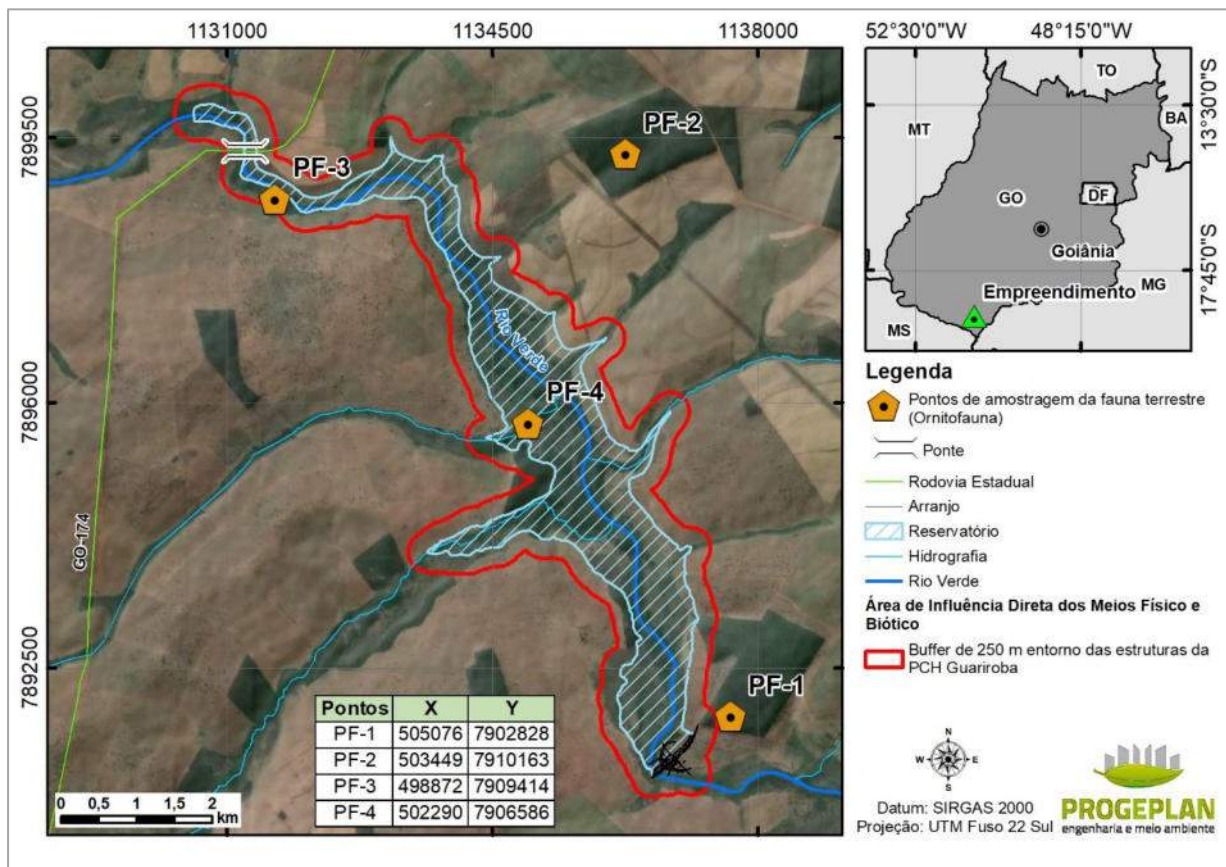 1131000 1134500 1138000
7899500
7896000
7892500
PF-2
PF-3
Rio Verde
PF-4
GO-174
PF-1
Pontos X Y
PF-1 505076 7902828
PF-2 503449 7910163
PF-3 498872 7909414
PF-4 502290 7906586
0 0,5 1 1,5 2
km
52°30'0"W 48°15'0"W
13°30'0"S
17°45'0"S
TO
MT
BA
GO
DF
Goiânia
Empreendimento
MG
MS
Legenda
Pontos de amostragem da fauna terrestre
(Ornitofauna)
Ponte
Rodovia Estadual
Arranjo
Reservatório
Hidrografia
Rio Verde
Área de Influência Direta dos Meios Físico e
Biótico
Buffer de 250 m entorno das estruturas da
PCH Guariroba
N
W E
S
Datum: SIRGAS 2000
Projeção: UTM Fuso 22 Sul
PROGEPLAN
engenharia e meio ambiente